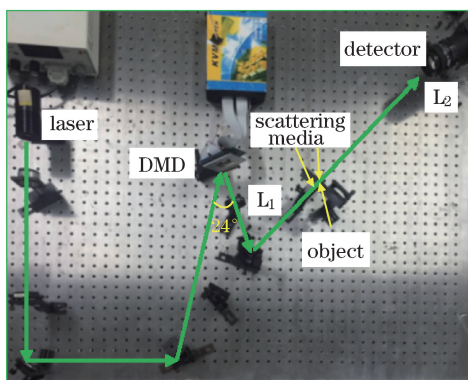 detector
L2
laser
scattering
media
DMD
L1
24°
object